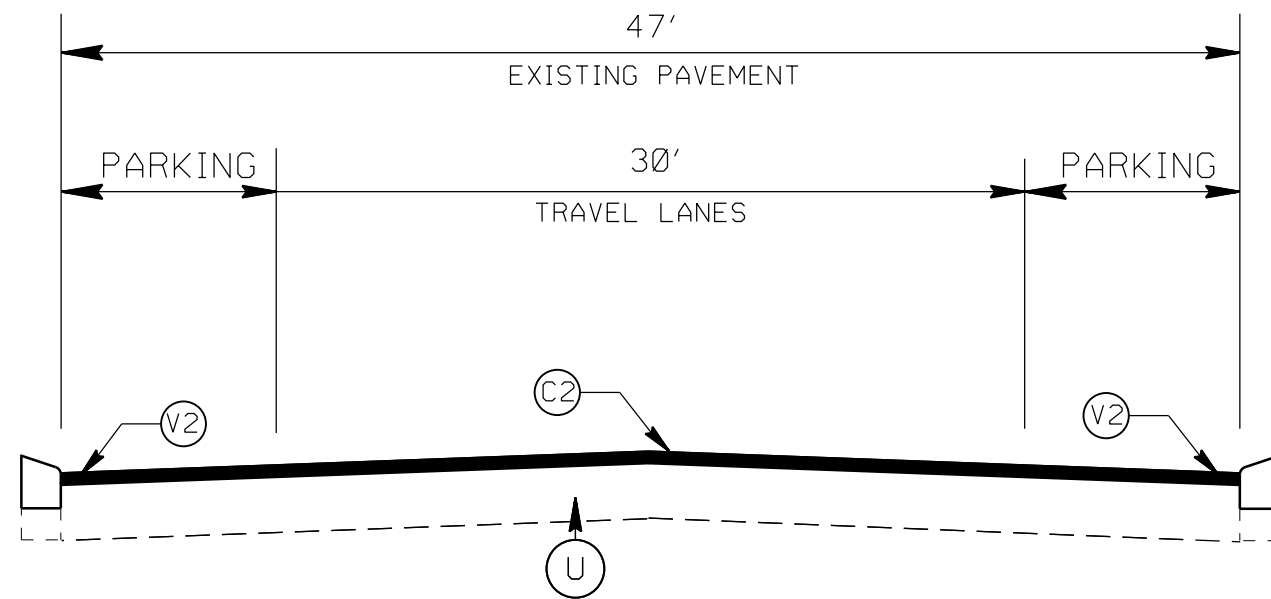 47'
EXISTING PAVEMENT
PARKING
30'
PARKING
TRAVEL LANES
C2
V2
V2
U